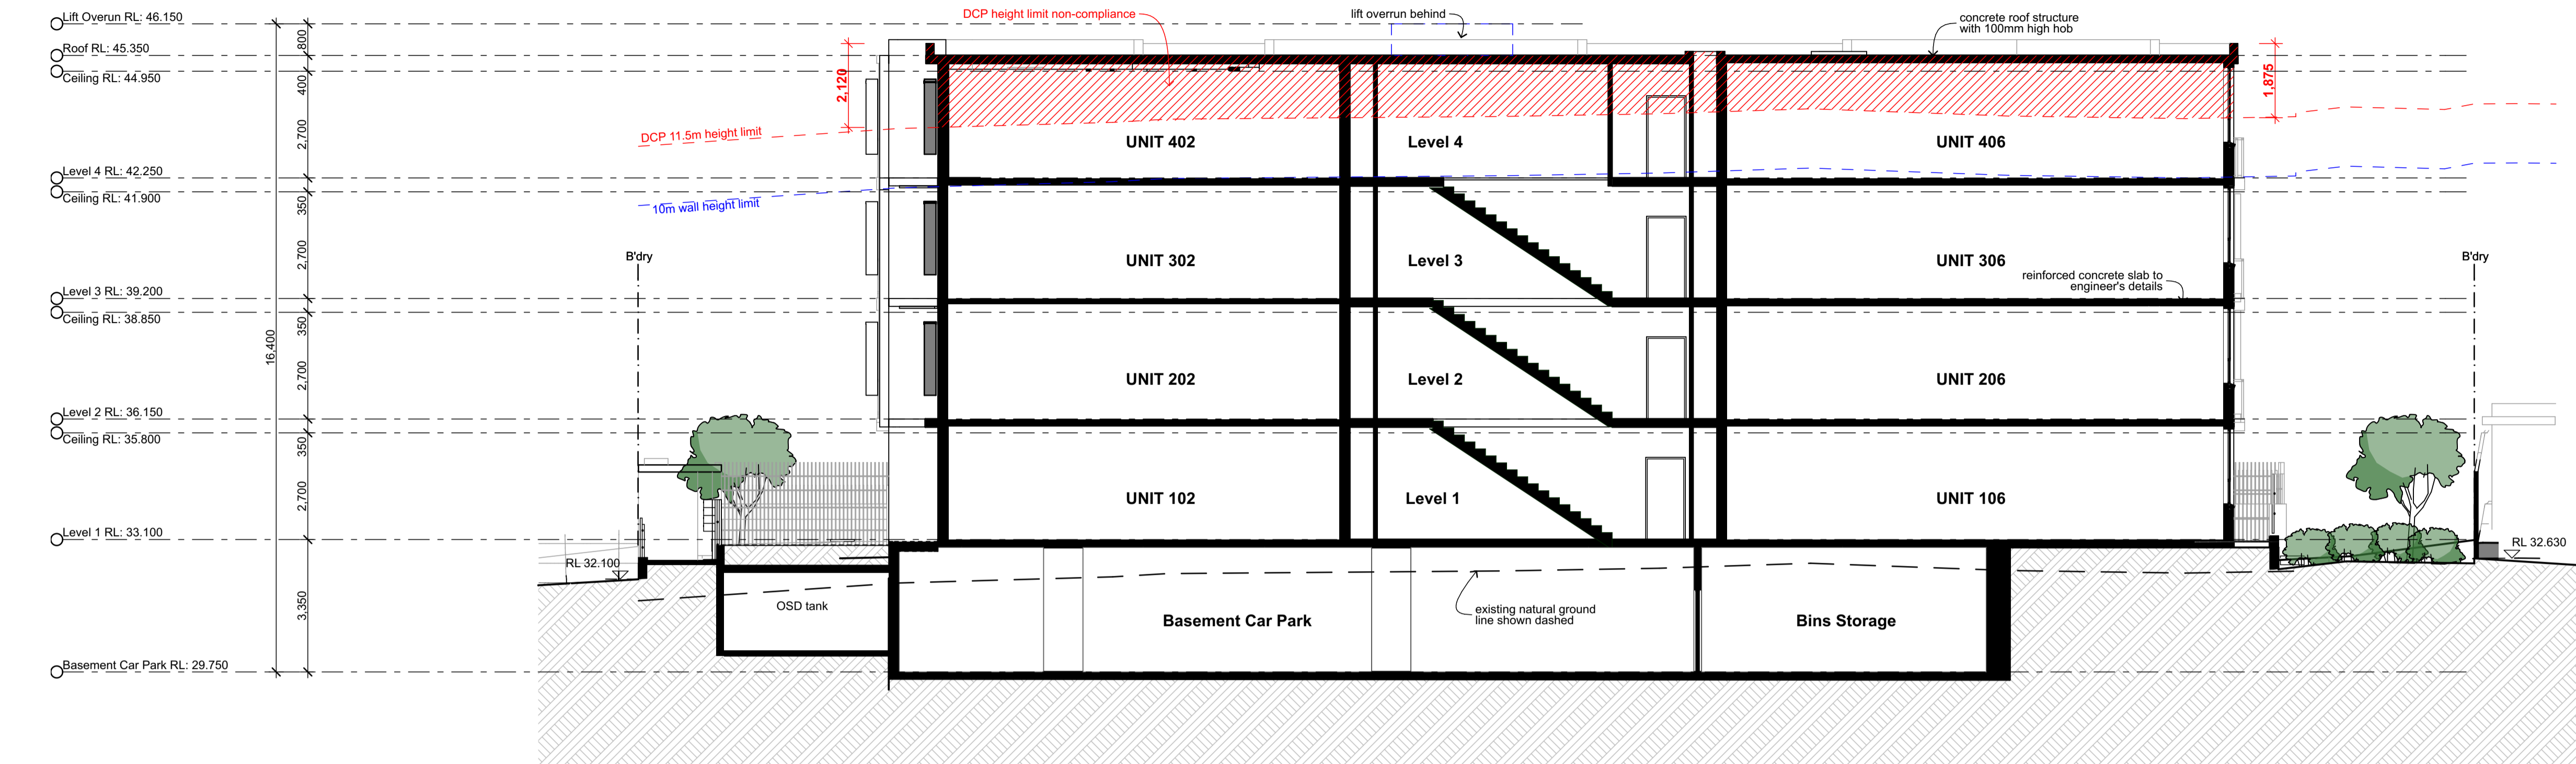 Lift Overun RL: 46.150
Roof RL: 45.350
Ceiling RL: 44.950
Level 4 RL: 42.250
Ceiling RL: 41.900
Level 3 RL: 39.200
Ceiling RL: 38.850
Level 2 RL: 36.150
Ceiling RL: 35.800
Level 1 RL: 33.100
Basement Car Park RL: 29.750
16,400
800
400
2,700
350
2,700
350
2,700
350
2,700
3,350
DCP height limit non-compliance
lift overrun behind
concrete roof structure
with 100mm high hob
2,120
1,875
DCP 11.5m height limit
10m wall height limit
B'dry
B'dry
UNIT 402
Level 4
UNIT 406
UNIT 302
Level 3
UNIT 306
reinforced concrete slab to
engineer's details
UNIT 202
Level 2
UNIT 206
UNIT 102
Level 1
UNIT 106
RL 32.100
RL 32.630
OSD tank
existing natural ground
line shown dashed
Basement Car Park
Bins Storage